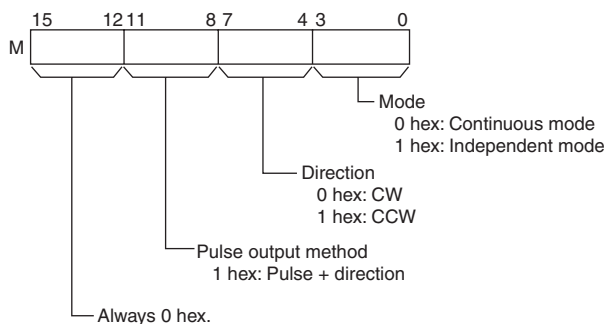 15 12 11 8 7 4 3 0
M
Mode
0 hex: Continuous mode
1 hex: Independent mode
Direction
0 hex: CW
1 hex: CCW
Pulse output method
1 hex: Pulse + direction
Always 0 hex.